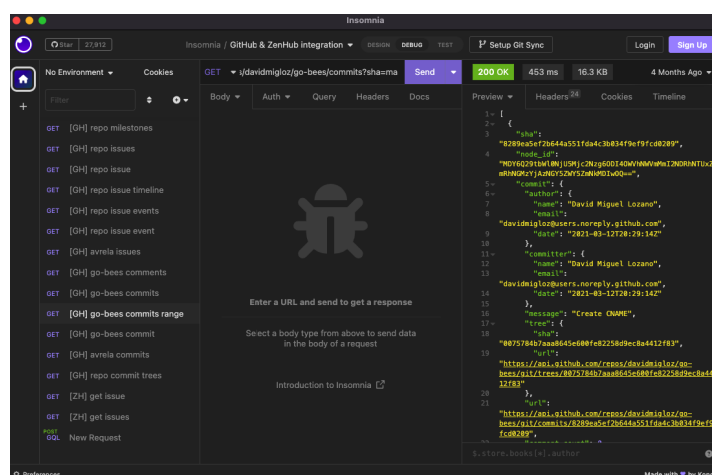 Insomnia
Star 27,912
Insomnia / GitHub & ZenHub integration
DESIGN DEBUG TEST
Setup Git Sync
Login
Sign Up
No Environment
Cookies
GET
s/davidmigloz/go-bees/commits?sha=ma
Send
200 OK
453 ms
16.3 KB
4 Months Ago
Filter
Body Auth Query Headers Docs
Preview Headers 24 Cookies Timeline
GET [GH] repo milestones
GET [GH] repo issues
GET [GH] repo issue
GET [GH] repo issue timeline
GET [GH] repo issue events
GET [GH] repo issue event
GET [GH] avrela issues
GET [GH] go-bees comments
GET [GH] go-bees commits
GET [GH] go-bees commits range
GET [GH] go-bees commit
GET [GH] avrela commits
GET [GH] repo commit trees
GET [ZH] get issue
GET [ZH] get issues
POST GQL New Request
Enter a URL and send to get a response
Select a body type from above to send data
in the body of a request
Introduction to Insomnia
1 [
2 {
3 "sha":
"8289ea5ef2b644a551fda4c3b034f9ef9fcd0209",
4 "node_id":
5 "commit": {
6 "author": {
7 "name": "David Miguel Lozano",
8 "email":
"davidmigloz@users.noreply.github.com",
9 "date": "2021-03-12T20:29:14Z"
10 },
11 "committer": {
12 "name": "David Miguel Lozano",
13 "email":
"davidmigloz@users.noreply.github.com",
14 "date": "2021-03-12T20:29:14Z"
15 },
16 "message": "Create CNAME",
17 "tree": {
18 "sha":
"0075784b7aaa8645e600fe82258d9ec8a4412f83",
19 "url":
"https://api.github.com/repos/davidmigloz/go-
bees/git/trees/0075784b7aaa8645e600fe82258d9ec8a44
12f83"
20 },
21 "url":
"https://api.github.com/repos/davidmigloz/go-
bees/git/commits/8289ea5ef2b644a551fda4c3b034f9ef9
fcd0209",
$.store.books[*].author
Preferences
Made with by Kong